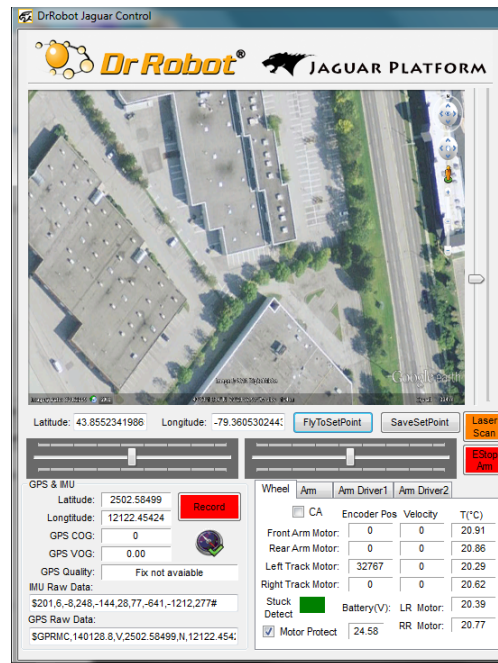 DrRobot Jaguar Control
Dr Robot® JAGUAR PLATFORM
Google earth
Latitude: 43.8552341986 Longitude: -79.3605302443 FlyToSetPoint SaveSetPoint Laser Scan
EStop Arm
GPS & IMU
Latitude: 2502.58499
Longtitude: 12122.45424
Record
GPS COG: 0
GPS VOG: 0.00
GPS Quality: Fix not avaiable
IMU Raw Data:
$201,6,-8,248,-144,28,77,-641,-1212,277#
GPS Raw Data:
$GPRMC,140128.8,V,2502.58499,N,12122.454
Wheel Arm Arm Driver1 Arm Driver2
CA Encoder Pos Velocity T(°C)
Front Arm Motor: 0 0 20.91
Rear Arm Motor: 0 0 20.86
Left Track Motor: 32767 0 20.29
Right Track Motor: 0 0 20.62
Stuck Detect Battery(V): LR Motor: 20.39
Motor Protect 24.58 RR Motor: 20.77